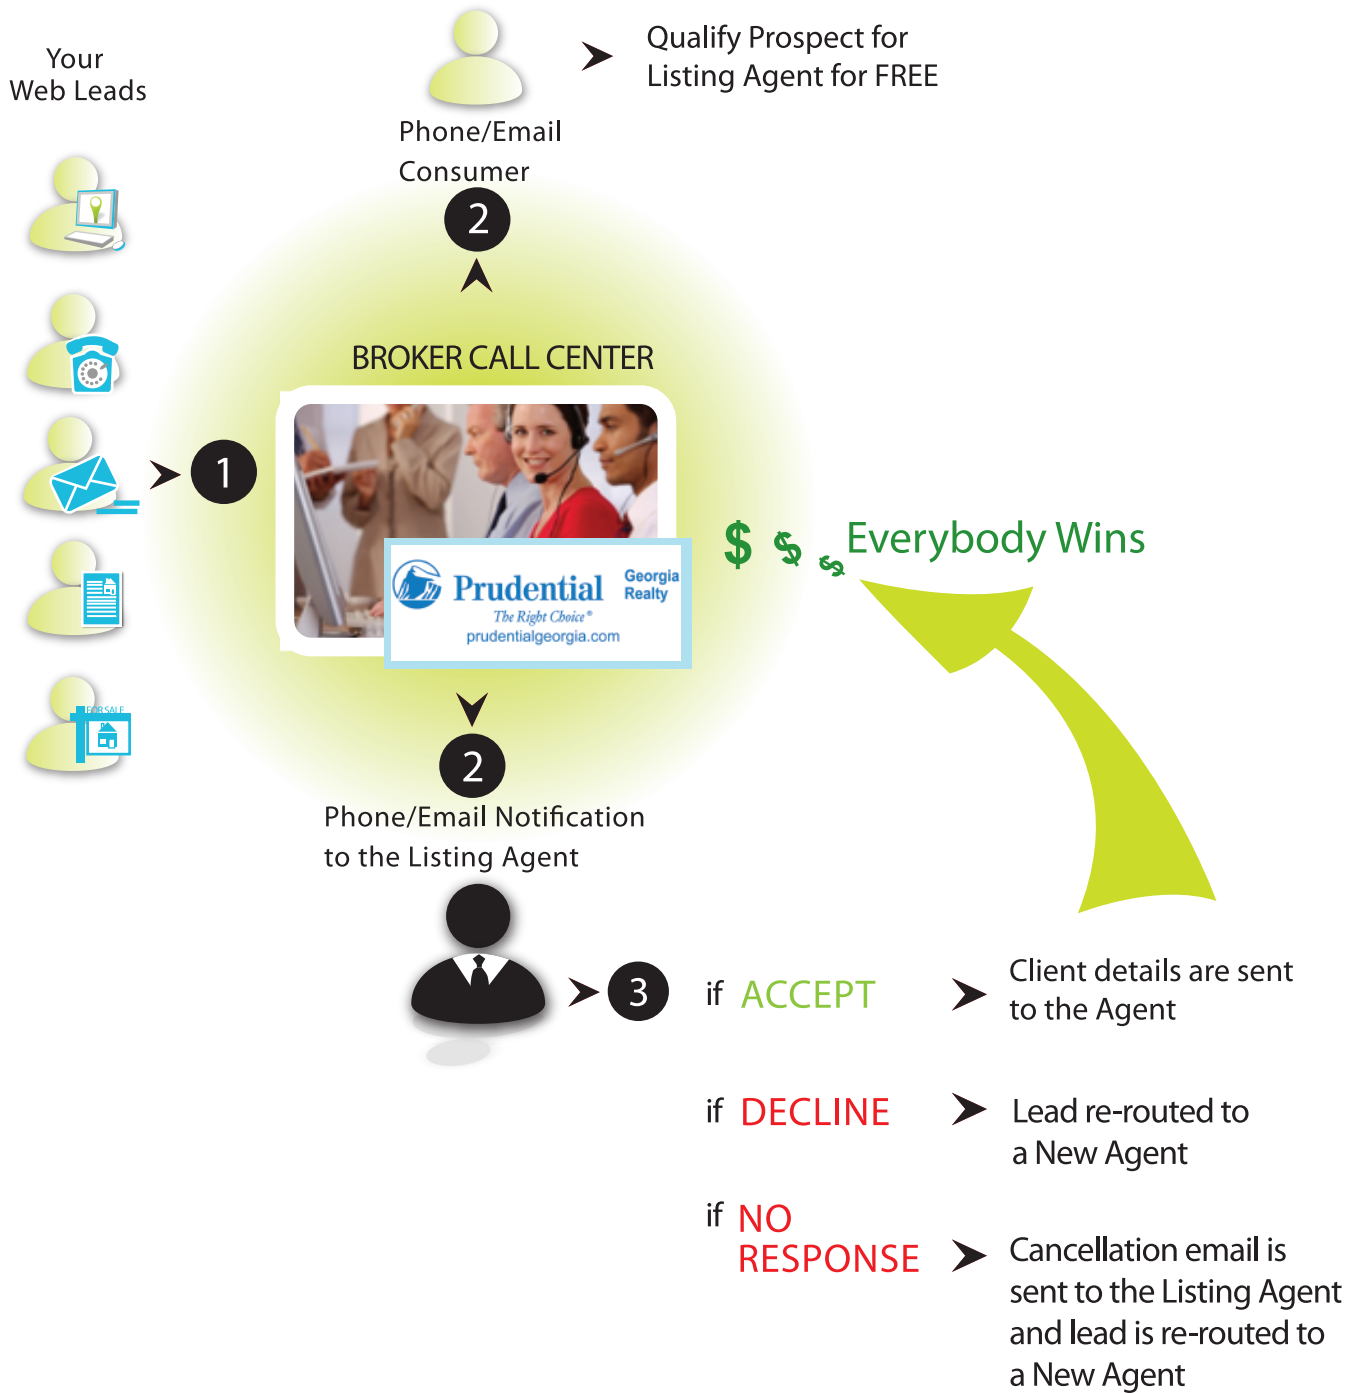 Your
Web Leads
Phone/Email
Consumer
2
Qualify Prospect for
Listing Agent for FREE
BROKER CALL CENTER
1
Prudential
Georgia
Realty
The Right Choice®
prudentialgeorgia.com
$ $ $ Everybody Wins
FOR SALE
2
Phone/Email Notification
to the Listing Agent
3
if ACCEPT
Client details are sent
to the Agent
if DECLINE
Lead re-routed to
a New Agent
if NO
RESPONSE
Cancellation email is
sent to the Listing Agent
and lead is re-routed to
a New Agent